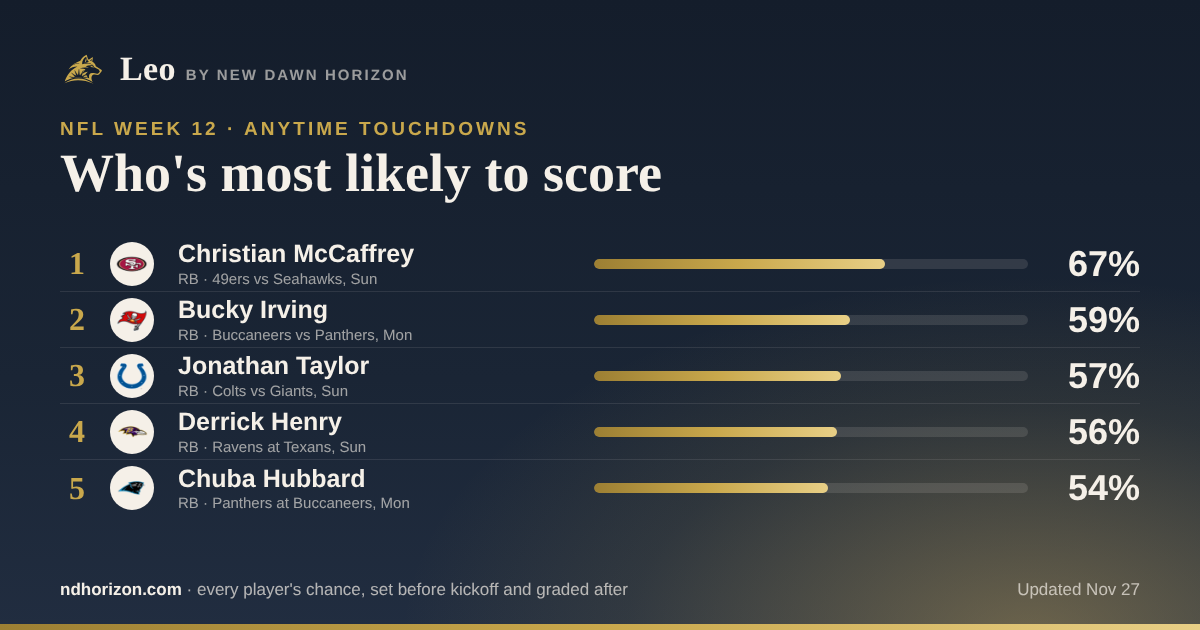 Leo BY NEW DAWN HORIZON
NFL WEEK 12 · ANYTIME TOUCHDOWNS
Who's most likely to score
1 SF Christian McCaffrey 67%
RB · 49ers vs Seahawks, Sun
2 Bucky Irving 59%
RB · Buccaneers vs Panthers, Mon
3 Jonathan Taylor 57%
RB · Colts vs Giants, Sun
4 Derrick Henry 56%
RB · Ravens at Texans, Sun
5 Chuba Hubbard 54%
RB · Panthers at Buccaneers, Mon
ndhorizon.com · every player's chance, set before kickoff and graded after
Updated Nov 27